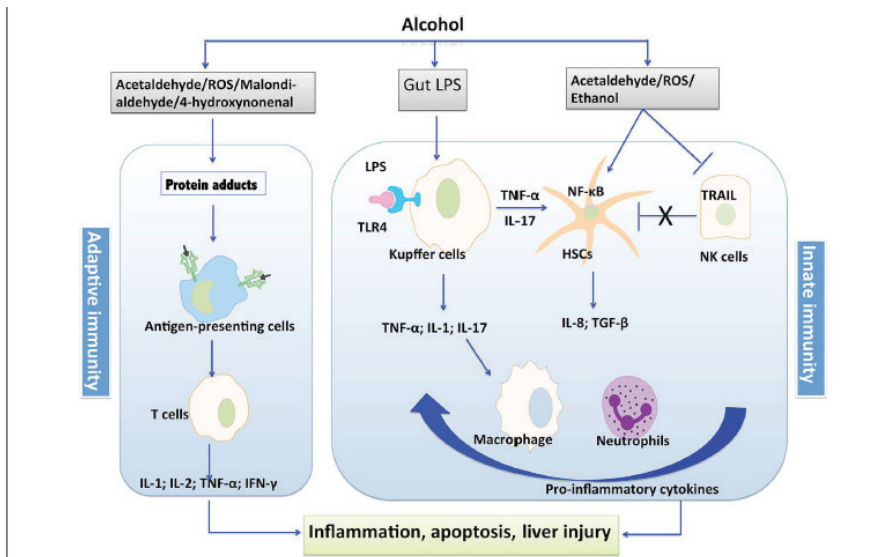 Alcohol
Acetaldehyde/ROS/Malondi-
aldehyde/4-hydroxynonenal
Gut LPS
Acetaldehyde/ROS/
Ethanol
Adaptive immunity
Protein adducts
Antigen-presenting cells
T cells
IL-1; IL-2; TNF-α; IFN-γ
LPS
TLR4
Kupffer cells
TNF-α
IL-17
NF-κB
HSCs
X
TRAIL
NK cells
TNF-α; IL-1; IL-17
IL-8; TGF-β
Macrophage
Neutrophils
Pro-inflammatory cytokines
Innate immunity
Inflammation, apoptosis, liver injury